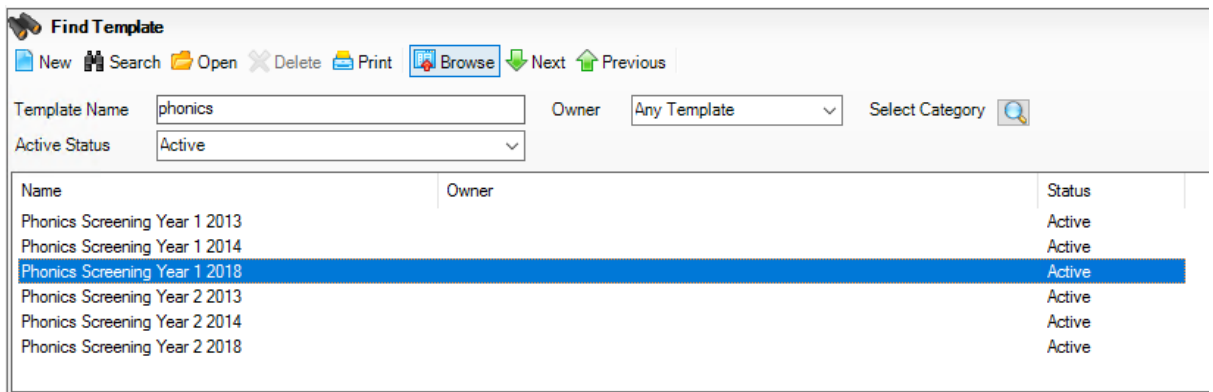 Find Template
New Search Open Delete Print Browse Next Previous
Template Name phonics Owner Any Template Select Category
Active Status Active
Name Owner Status
Phonics Screening Year 1 2013 Active
Phonics Screening Year 1 2014 Active
Phonics Screening Year 1 2018 Active
Phonics Screening Year 2 2013 Active
Phonics Screening Year 2 2014 Active
Phonics Screening Year 2 2018 Active